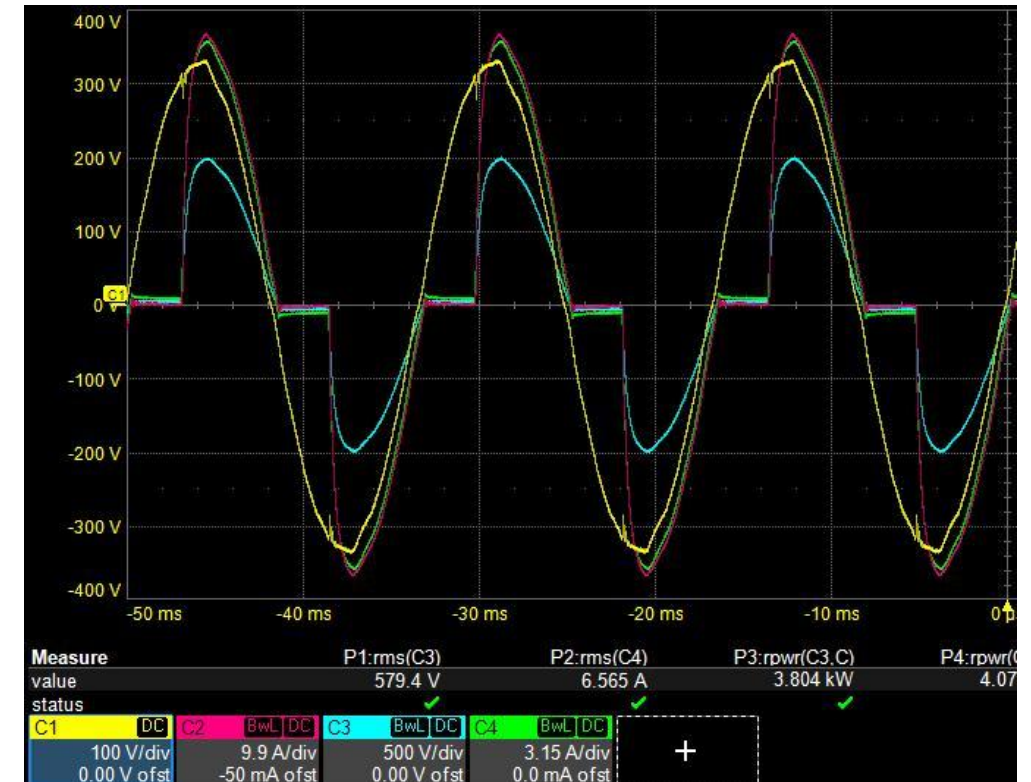 400 V
300 V
200 V
100 V
C1
0
-100 V
-200 V
-300 V
-400 V
-50 ms -40 ms -30 ms -20 ms -10 ms
Measure P1:rms(C3) P2:rms(C4) P3:rpwr(C3,C) P4:rpwr(
value 579.4 V 6.565 A 3.804 kW 4.07
status
C1 DC C2 BwL DC C3 BwL DC C4 BwL DC
100 V/div 9.9 A/div 500 V/div 3.15 A/div +
0.00 V ofst -50 mA ofst 0.00 V ofst 0.0 mA ofst